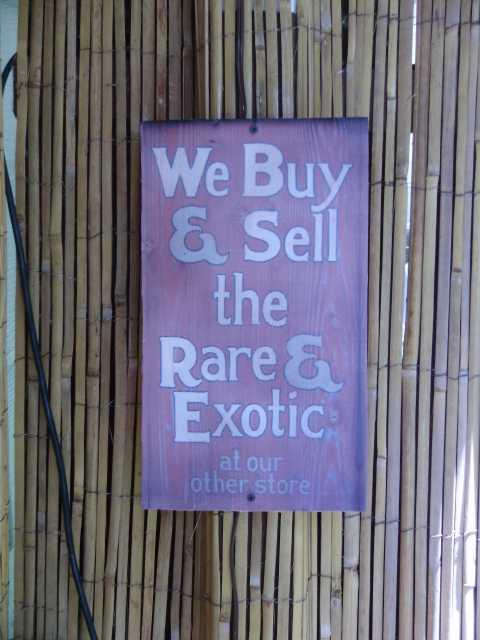 We Buy
& Sell
the
Rare &
Exotic
at our
other store